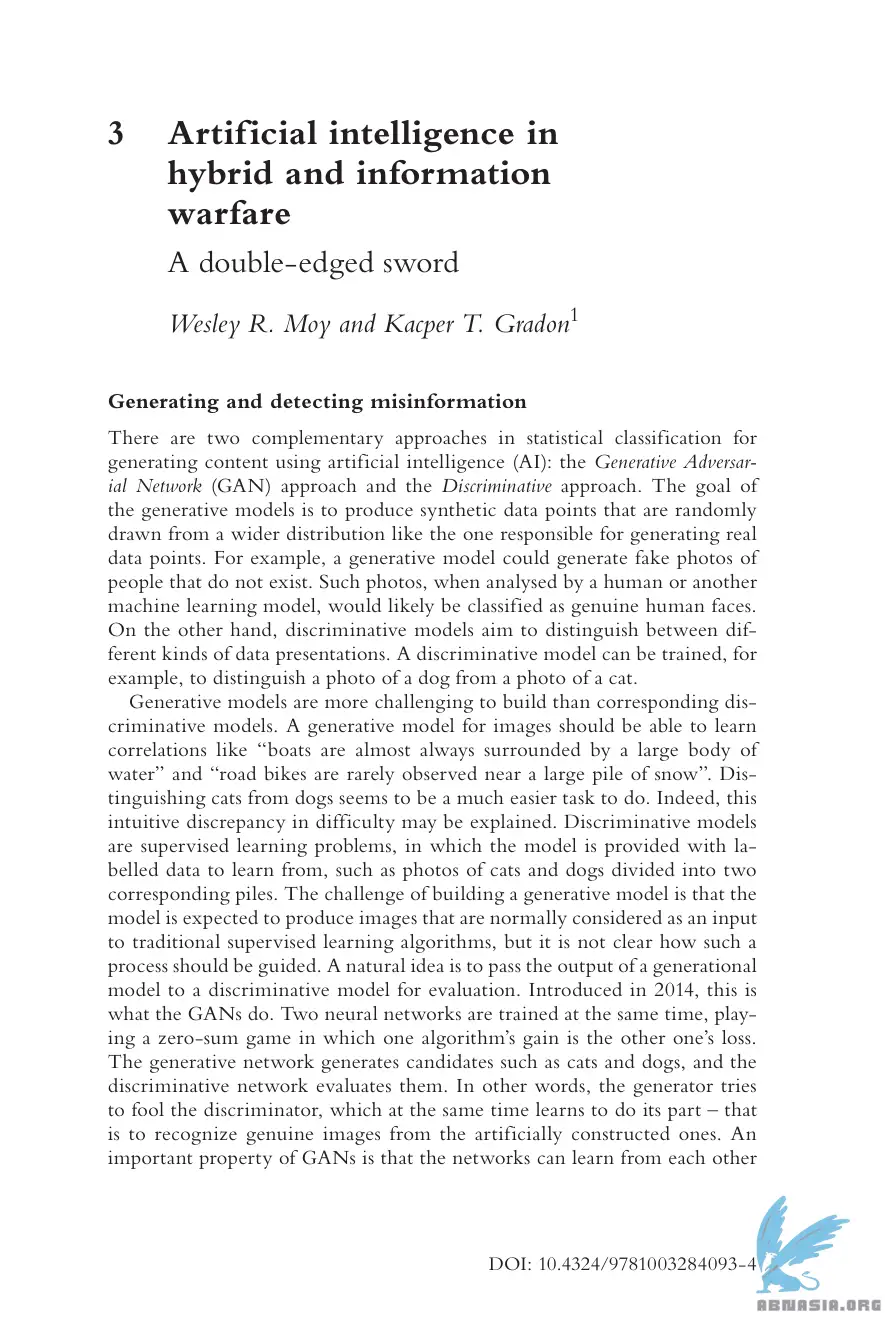 3 Artificial intelligence in
hybrid and information
warfare
A double-edged sword
Wesley R. Moy and Kacper T. Gradon1
Generating and detecting misinformation
There are two complementary approaches in statistical classification for
generating content using artificial intelligence (AI): the Generative Adversar-
ial Network (GAN) approach and the Discriminative approach. The goal of
the generative models is to produce synthetic data points that are randomly
drawn from a wider distribution like the one responsible for generating real
data points. For example, a generative model could generate fake photos of
people that do not exist. Such photos, when analysed by a human or another
machine learning model, would likely be classified as genuine human faces.
On the other hand, discriminative models aim to distinguish between dif-
ferent kinds of data presentations. A discriminative model can be trained, for
example, to distinguish a photo of a dog from a photo of a cat.
Generative models are more challenging to build than corresponding dis-
criminative models. A generative model for images should be able to learn
correlations like “boats are almost always surrounded by a large body of
water” and “road bikes are rarely observed near a large pile of snow”. Dis-
tinguishing cats from dogs seems to be a much easier task to do. Indeed, this
intuitive discrepancy in difficulty may be explained. Discriminative models
are supervised learning problems, in which the model is provided with la-
belled data to learn from, such as photos of cats and dogs divided into two
corresponding piles. The challenge of building a generative model is that the
model is expected to produce images that are normally considered as an input
to traditional supervised learning algorithms, but it is not clear how such a
process should be guided. A natural idea is to pass the output of a generational
model to a discriminative model for evaluation. Introduced in 2014, this is
what the GANs do. Two neural networks are trained at the same time, play-
ing a zero-sum game in which one algorithm’s gain is the other one’s loss.
The generative network generates candidates such as cats and dogs, and the
discriminative network evaluates them. In other words, the generator tries
to fool the discriminator, which at the same time learns to do its part – that
is to recognize genuine images from the artificially constructed ones. An
important property of GANs is that the networks can learn from each other
DOI: 10.4324/9781003284093-4
ABNASIA.ORG